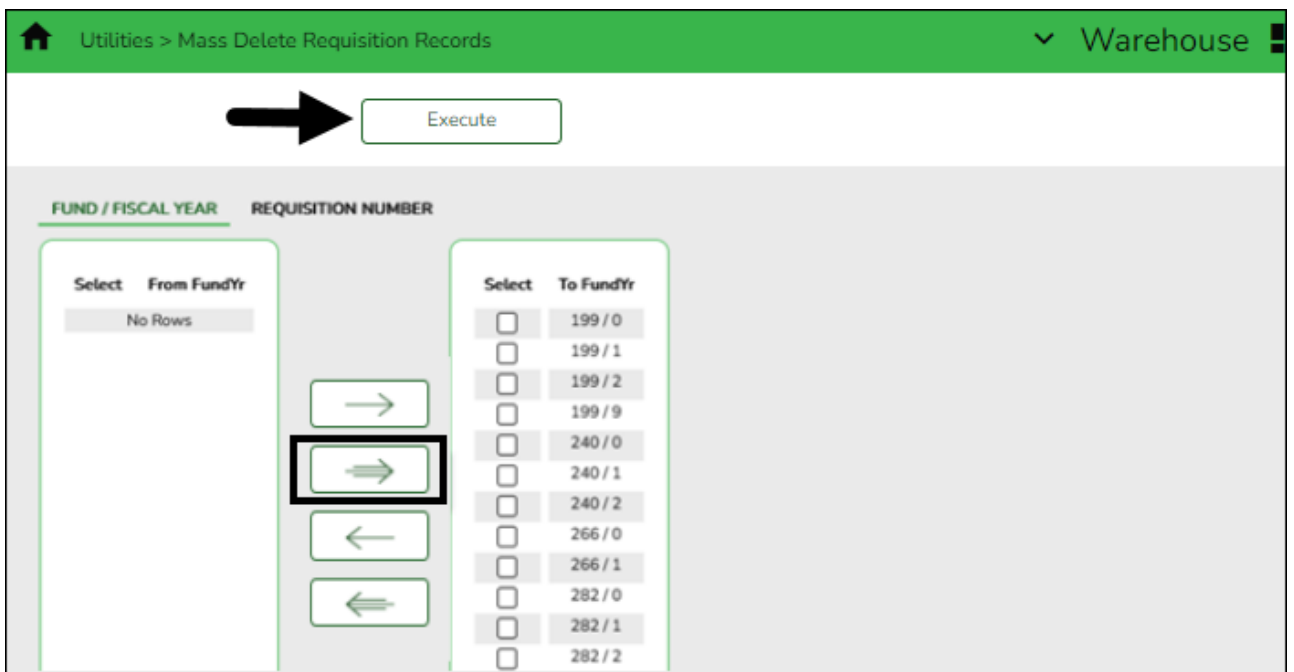 Utilities > Mass Delete Requisition Records
Warehouse
Execute
FUND / FISCAL YEAR REQUISITION NUMBER
Select From FundYr
No Rows
Select To FundYr
199 / 0
199 / 1
199 / 2
199 / 9
240 / 0
240 / 1
240 / 2
266 / 0
266 / 1
282 / 0
282 / 1
282 / 2